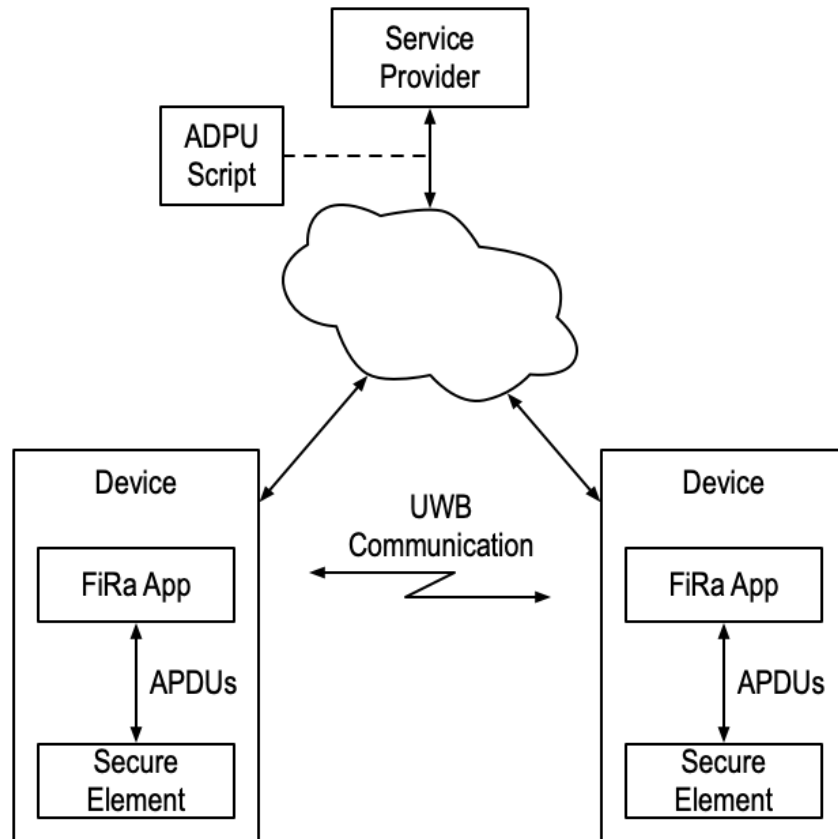 Service
Provider
ADPU
Script
Device
Device
UWB
Communication
FiRa App
FiRa App
APDUs
APDUs
Secure
Element
Secure
Element